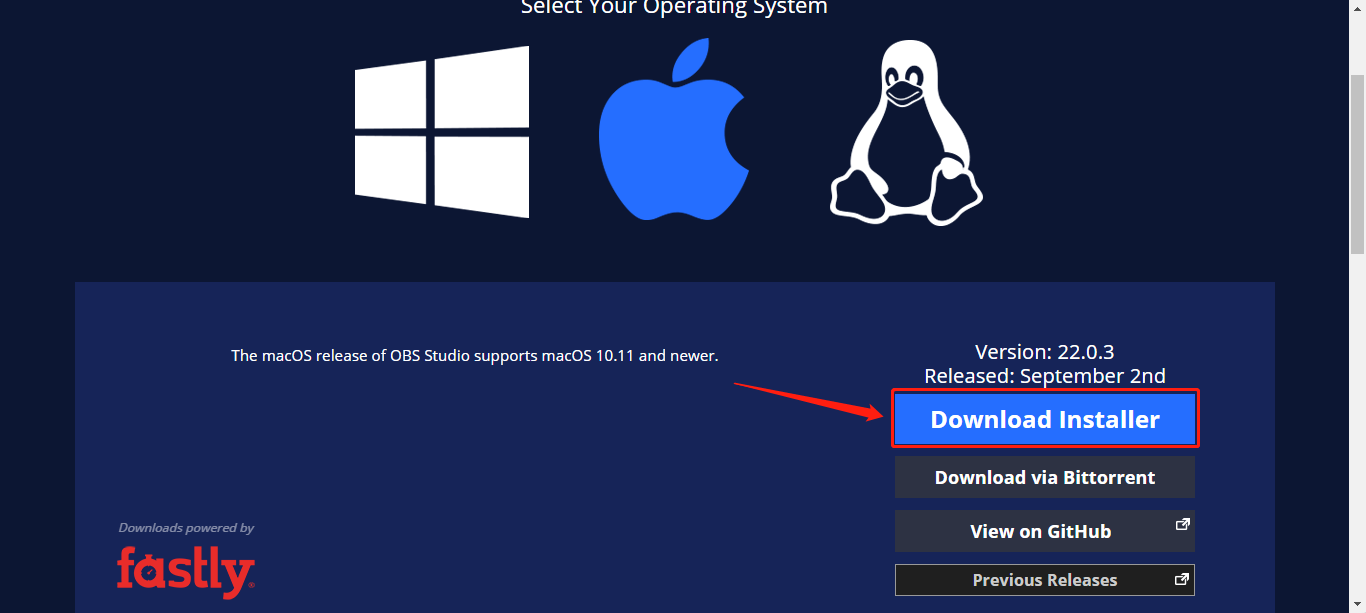 Select Your Operating System
The macOS release of OBS Studio supports macOS 10.11 and newer.
Version: 22.0.3
Released: September 2nd
Download Installer
Download via Bittorrent
View on GitHub
Previous Releases
Downloads powered by
fastly®